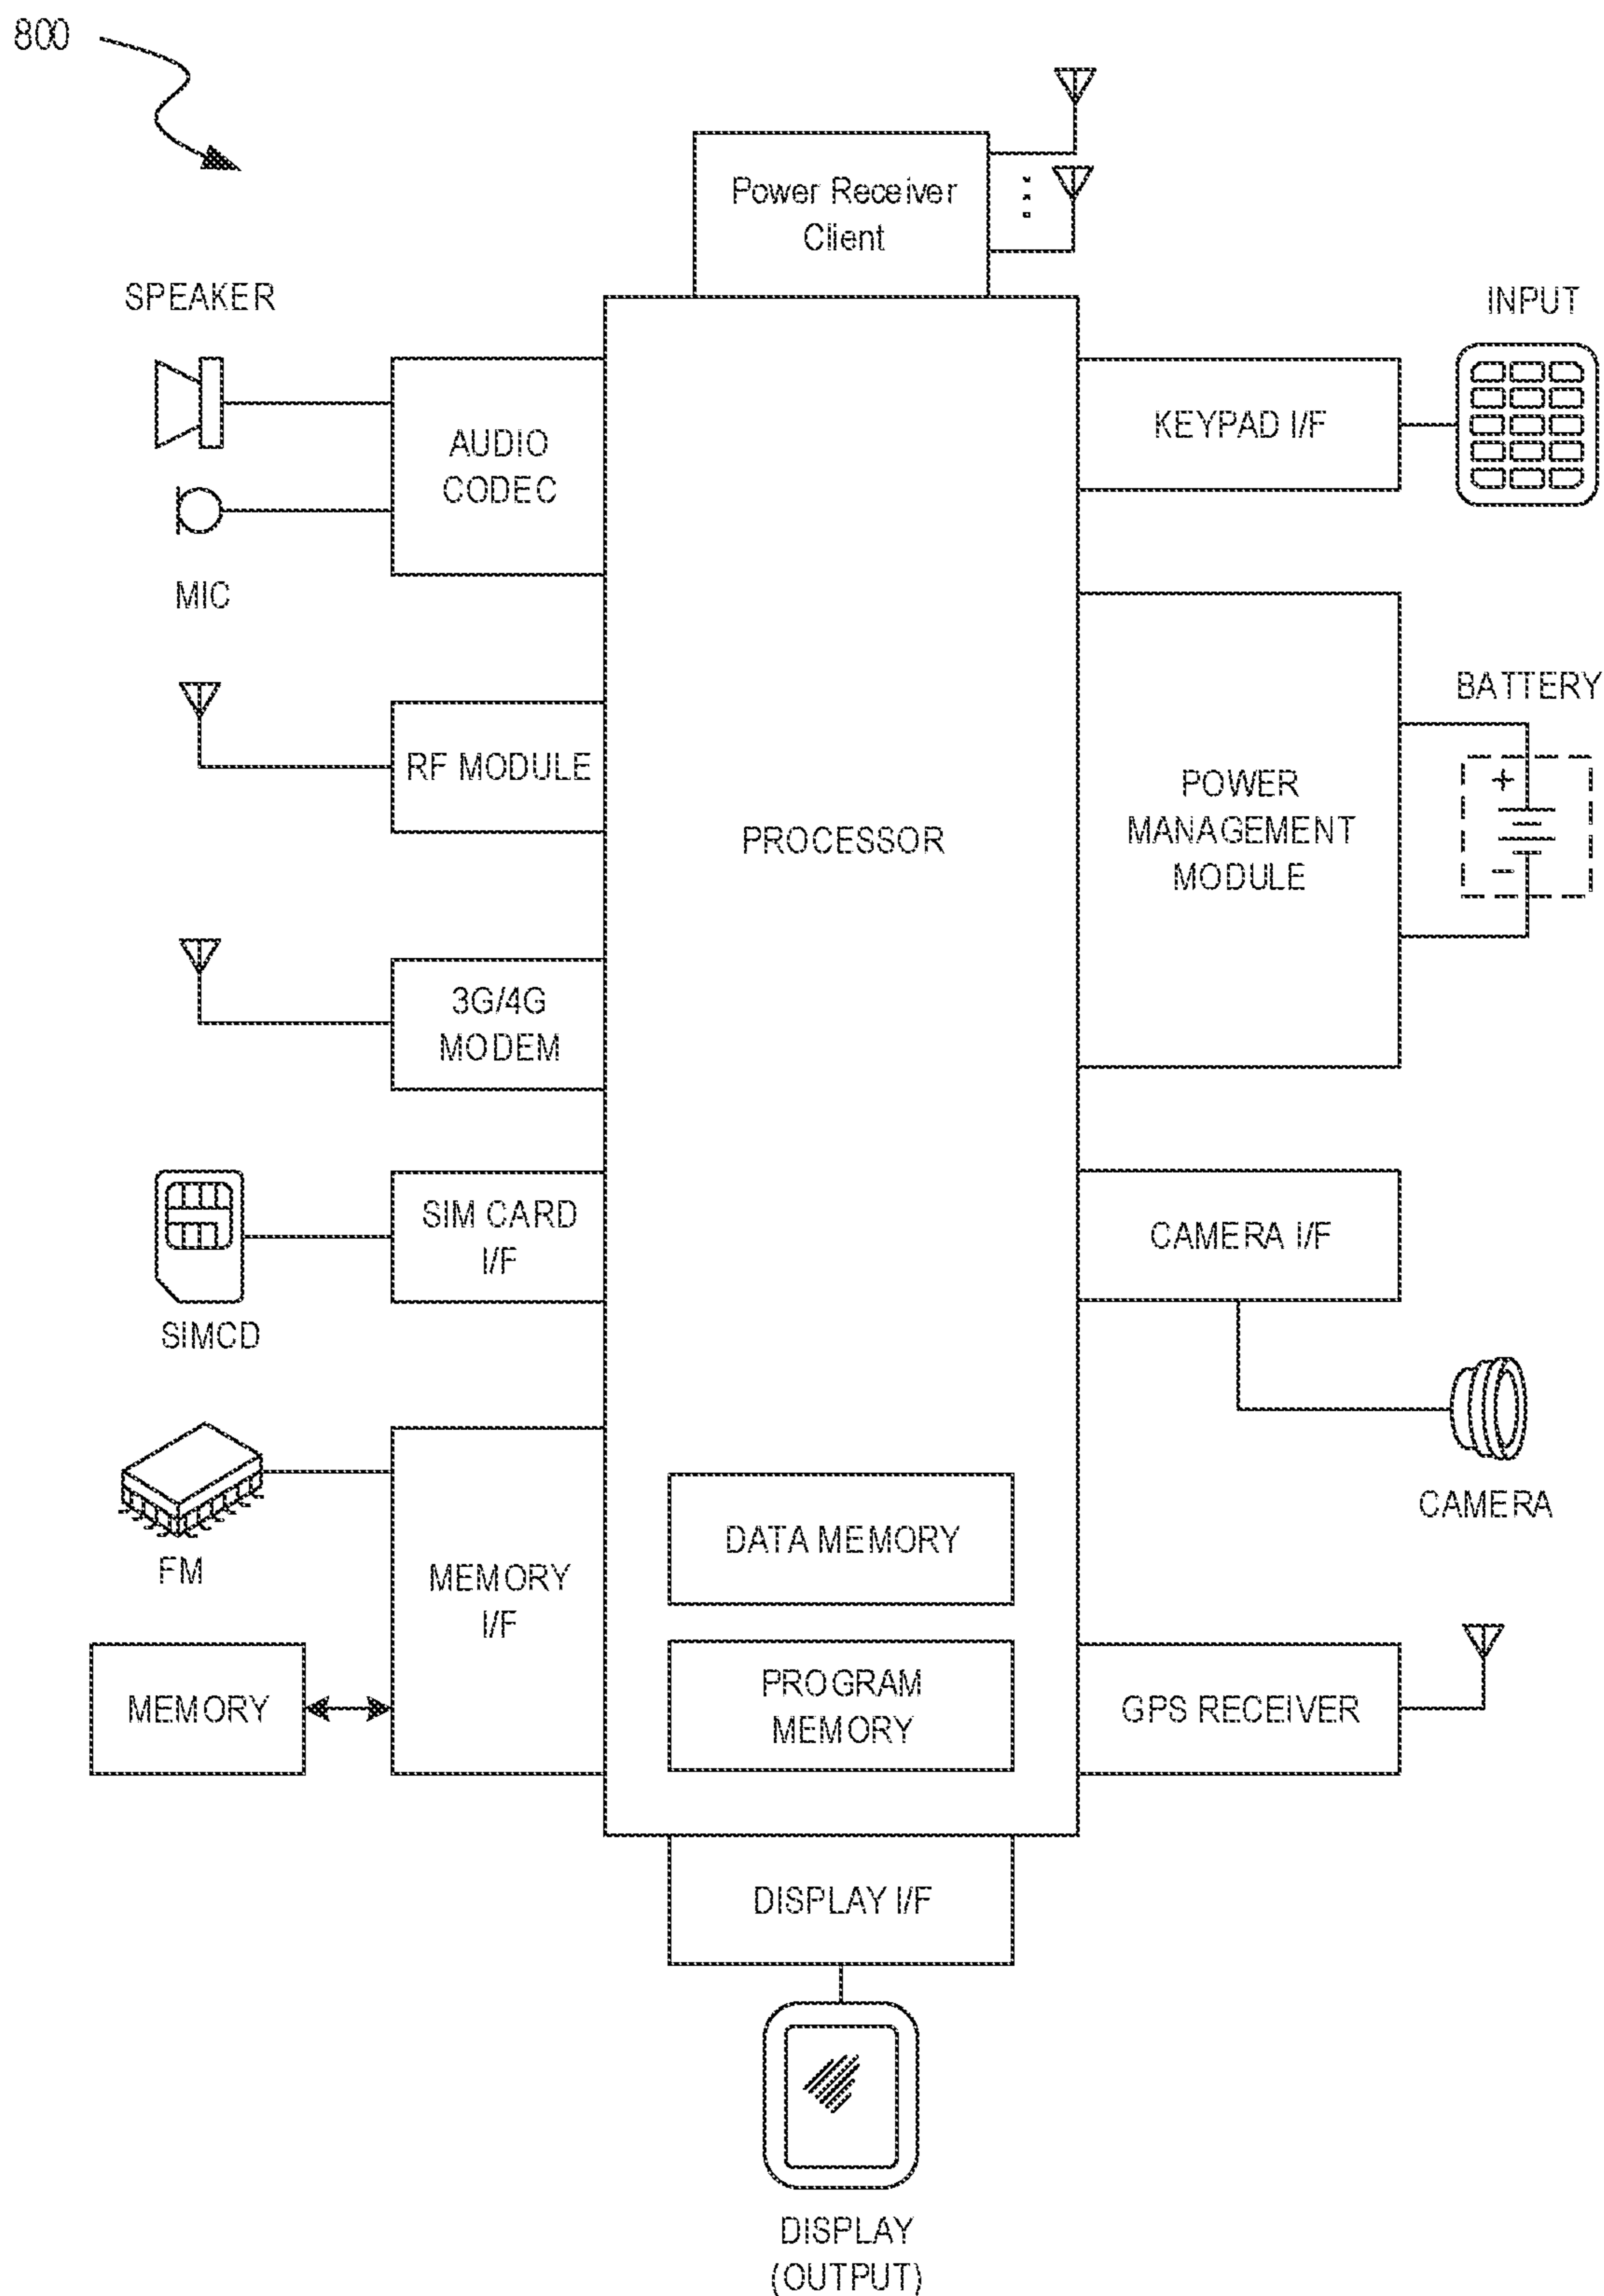 800
Power Receiver
Client
SPEAKER
INPUT
AUDIO
CODEC
KEYPAD I/F
MIC
BATTERY
RF MODULE
+
POWER
MANAGEMENT
MODULE
PROCESSOR
−
3G/4G
MODEM
SIM CARD
I/F
CAMERA I/F
SIMCD
CAMERA
DATA MEMORY
FM
MEMORY
I/F
MEMORY
PROGRAM
MEMORY
GPS RECEIVER
DISPLAY I/F
DISPLAY
(OUTPUT)